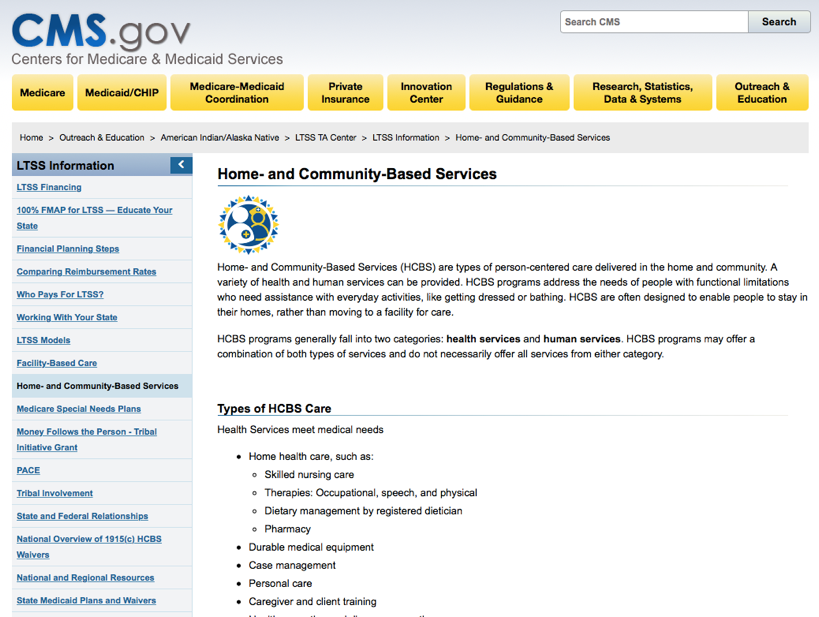 CMS.gov
Centers for Medicare & Medicaid Services
Search CMS
Search
Medicare
Medicaid/CHIP
Medicare-Medicaid
Coordination
Private
Insurance
Innovation
Center
Regulations &
Guidance
Research, Statistics,
Data & Systems
Outreach &
Education
Home > Outreach & Education > American Indian/Alaska Native > LTSS TA Center > LTSS Information > Home- and Community-Based Services
LTSS Information
LTSS Financing
100% FMAP for LTSS — Educate Your
State
Financial Planning Steps
Comparing Reimbursement Rates
Who Pays For LTSS?
Working With Your State
LTSS Models
Facility-Based Care
Home- and Community-Based Services
Medicare Special Needs Plans
Money Follows the Person - Tribal
Initiative Grant
PACE
Tribal Involvement
State and Federal Relationships
National Overview of 1915(c) HCBS
Waivers
National and Regional Resources
State Medicaid Plans and Waivers
Home- and Community-Based Services
Home- and Community-Based Services (HCBS) are types of person-centered care delivered in the home and community. A
variety of health and human services can be provided. HCBS programs address the needs of people with functional limitations
who need assistance with everyday activities, like getting dressed or bathing. HCBS are often designed to enable people to stay in
their homes, rather than moving to a facility for care.
HCBS programs generally fall into two categories: health services and human services. HCBS programs may offer a
combination of both types of services and do not necessarily offer all services from either category.
Types of HCBS Care
Health Services meet medical needs
Home health care, such as:
Skilled nursing care
Therapies: Occupational, speech, and physical
Dietary management by registered dietician
Pharmacy
Durable medical equipment
Case management
Personal care
Caregiver and client training